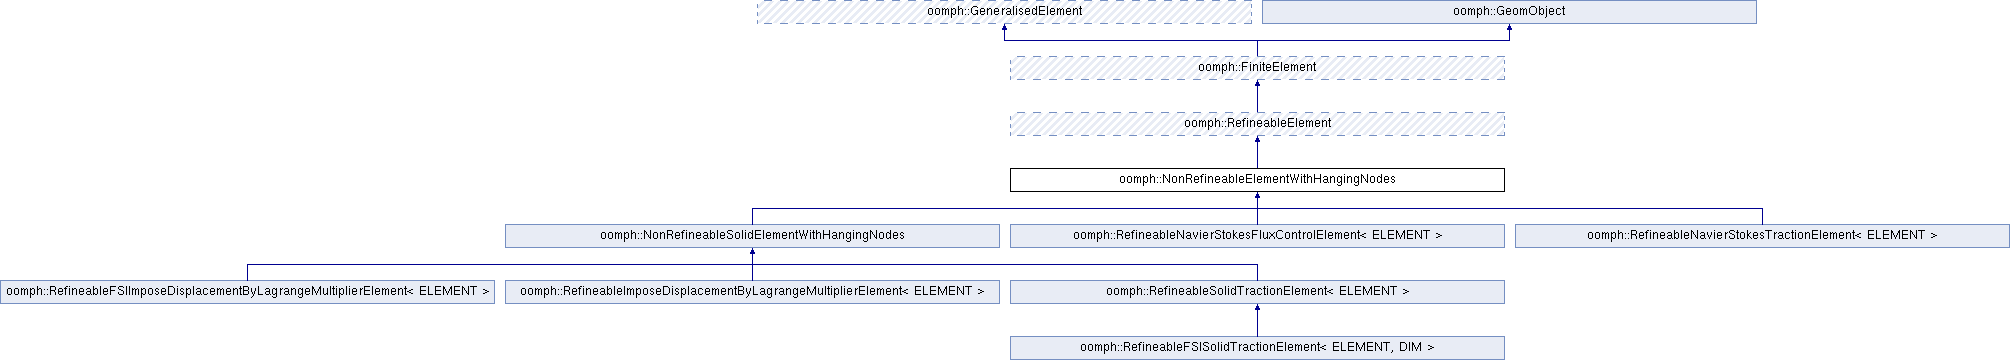 oomph::GeneralisedElement
oomph::GeomObject
oomph::FiniteElement
oomph::RefineableElement
oomph::NonRefineableElementWithHangingNodes
oomph::NonRefineableSolidElementWithHangingNodes
oomph::RefineableNavierStokesFluxControlElement< ELEMENT >
oomph::RefineableNavierStokesTractionElement< ELEMENT >
oomph::RefineableFSIImposeDisplacementByLagrangeMultiplierElement< ELEMENT >
oomph::RefineableImposeDisplacementByLagrangeMultiplierElement< ELEMENT >
oomph::RefineableSolidTractionElement< ELEMENT >
oomph::RefineableFSISolidTractionElement< ELEMENT, DIM >